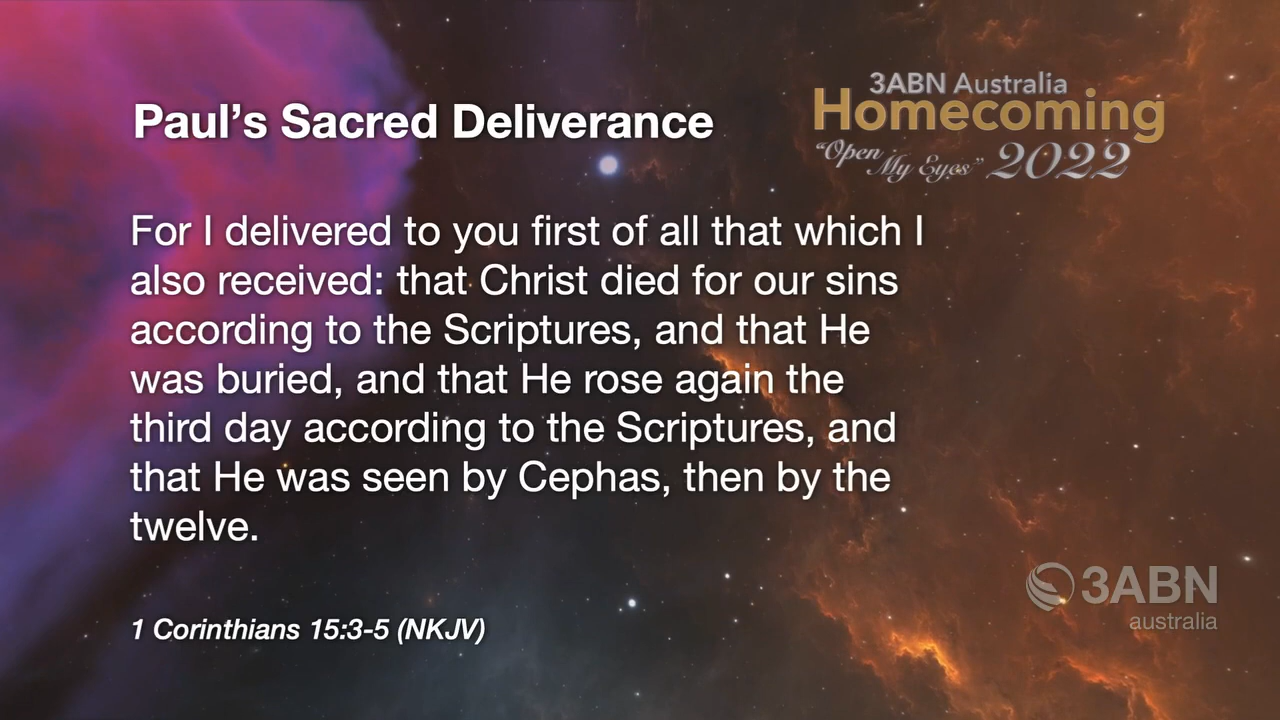 3ABN Australia
Homecoming
"Open My Eyes" 2022
Paul's Sacred Deliverance
For I delivered to you first of all that which I
also received: that Christ died for our sins
according to the Scriptures, and that He
was buried, and that He rose again the
third day according to the Scriptures, and
that He was seen by Cephas, then by the
twelve.
1 Corinthians 15:3-5 (NKJV)
3ABN
australia